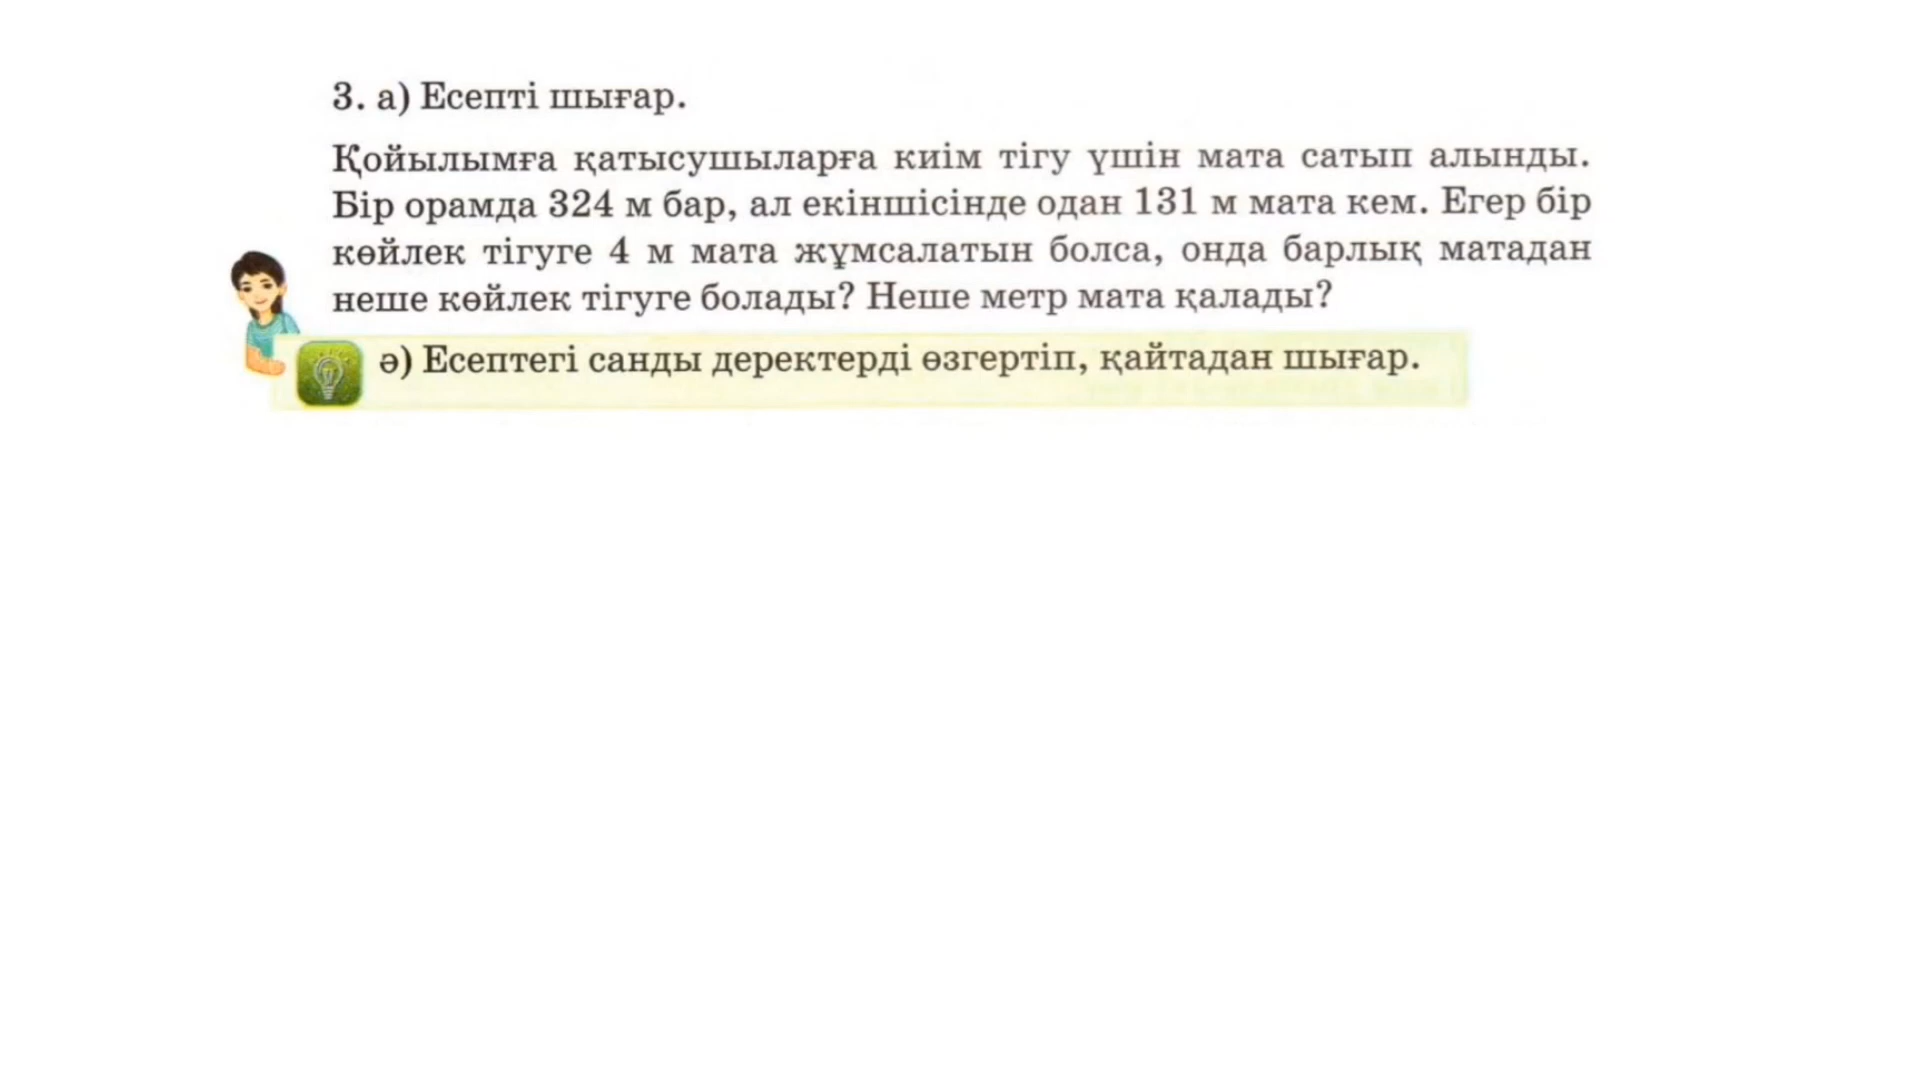 3. а) Есепті шығар.
Қойылымға қатысушыларға киім тігу үшін мата сатып алынды.
Бір орамда 324 м бар, ал екіншісінде одан 131 м мата кем. Егер бір
көйлек тігуге 4 м мата жұмсалатын болса, онда барлық матадан
неше көйлек тігуге болады? Неше метр мата қалады?
ә) Есептегі санды деректерді өзгертіп, қайтадан шығар.